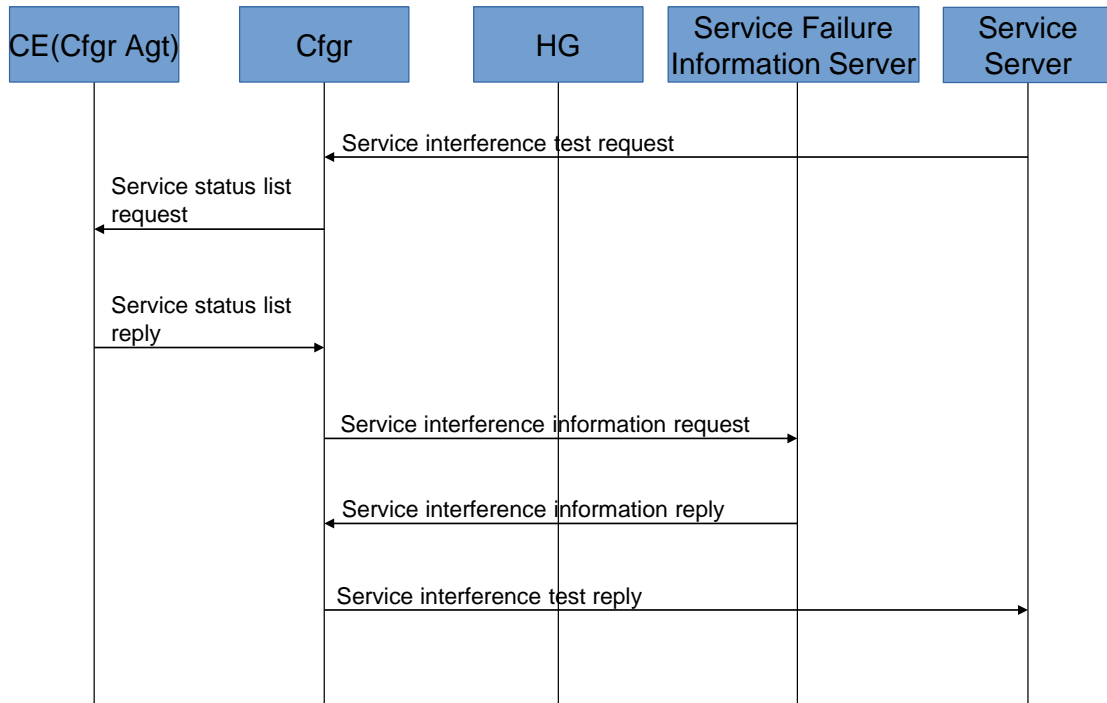 CE(Cfgr Agt)
Cfgr
HG
Service Failure
Information Server
Service
Server
Service interference test request
Service status list
request
Service status list
reply
Service interference information request
Service interference information reply
Service interference test reply